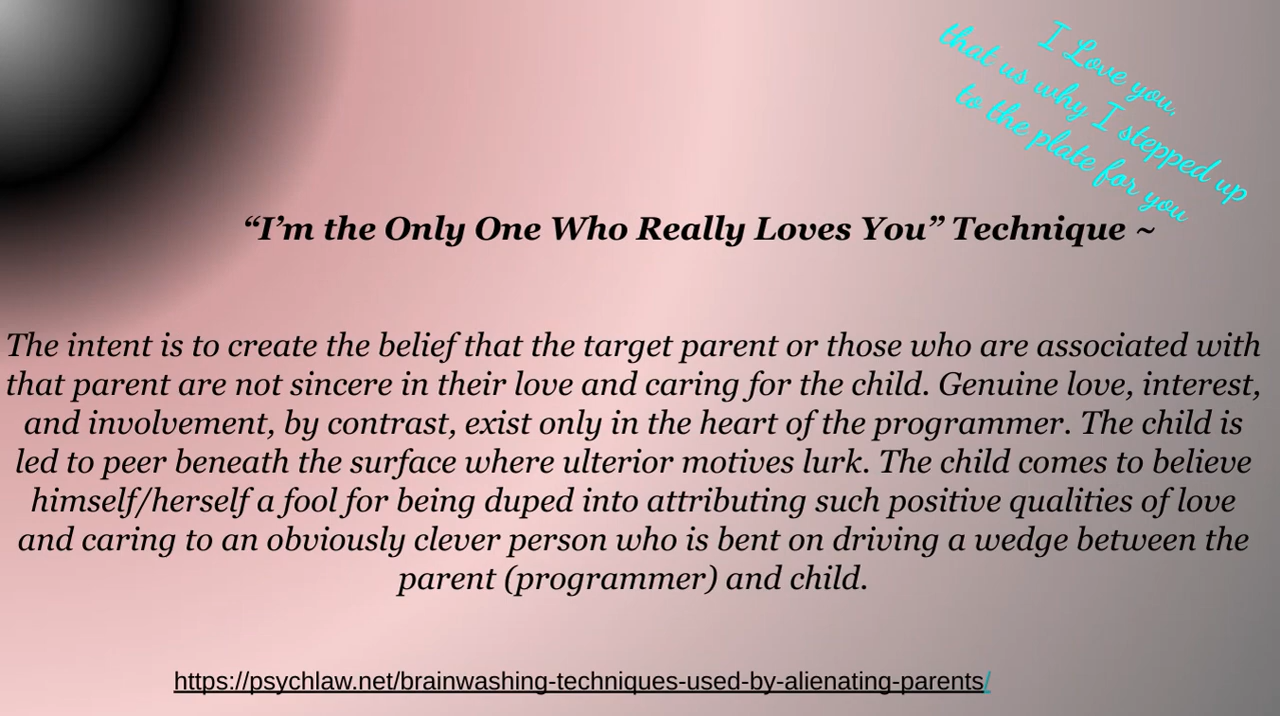 I Love you,
that us why I stepped up
to the plate for you
“I’m the Only One Who Really Loves You” Technique ~
The intent is to create the belief that the target parent or those who are associated with
that parent are not sincere in their love and caring for the child. Genuine love, interest,
and involvement, by contrast, exist only in the heart of the programmer. The child is
led to peer beneath the surface where ulterior motives lurk. The child comes to believe
himself/herself a fool for being duped into attributing such positive qualities of love
and caring to an obviously clever person who is bent on driving a wedge between the
parent (programmer) and child.
https://psychlaw.net/brainwashing-techniques-used-by-alienating-parents/